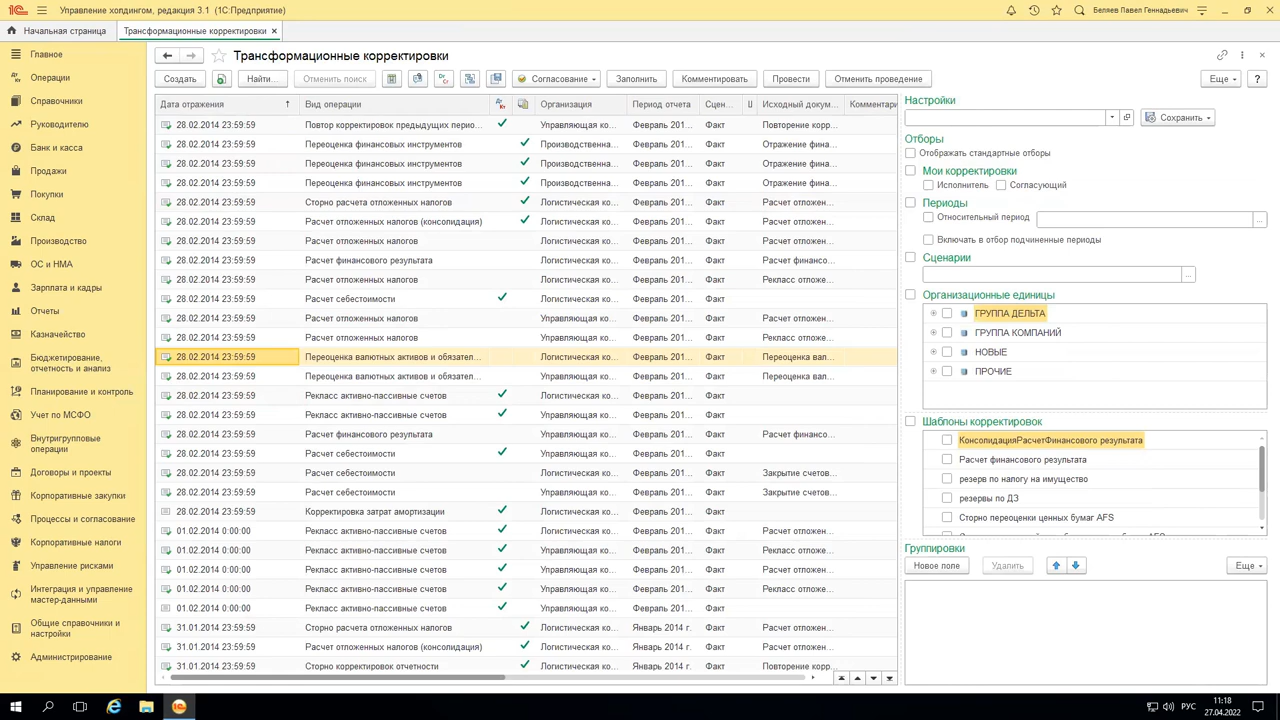 Управление холдингом, редакция 3.1 (1С:Предприятие)
Беляев Павел Геннадьевич
Начальная страница
Трансформационные корректировки ×
Главное
Операции
Справочники
Руководителю
Банк и касса
Продажи
Покупки
Склад
Производство
ОС и НМА
Зарплата и кадры
Отчеты
Казначейство
Бюджетирование,
отчетность и анализ
Планирование и контроль
Учет по МСФО
Внутригрупповые
операции
Договоры и проекты
Корпоративные закупки
Процессы и согласование
Корпоративные налоги
Управление рисками
Интеграция и управление
мастер-данными
Общие справочники и
настройки
Администрирование
Трансформационные корректировки
Создать Найти... Отменить поиск Согласование Заполнить Комментировать Провести Отменить проведение Еще ?
Дата отражения Вид операции Организация Период отчета Сцен... Исходный докум... Комментари
28.02.2014 23:59:59 Повтор корректировок предыдущих перио... Управляющая ко... Февраль 201... Факт Повторение корр...
28.02.2014 23:59:59 Переоценка финансовых инструментов Производственна... Февраль 201... Факт Отражение фина...
28.02.2014 23:59:59 Переоценка финансовых инструментов Производственна... Февраль 201... Факт Отражение фина...
28.02.2014 23:59:59 Переоценка финансовых инструментов Производственна... Февраль 201... Факт Отражение фина...
28.02.2014 23:59:59 Сторно расчета отложенных налогов Логистическая ко... Февраль 201... Факт Расчет отложен...
28.02.2014 23:59:59 Расчет отложенных налогов (консолидация) Логистическая ко... Февраль 201... Факт Расчет отложен...
28.02.2014 23:59:59 Расчет отложенных налогов Логистическая ко... Февраль 201... Факт Расчет отложен...
28.02.2014 23:59:59 Расчет финансового результата Логистическая ко... Февраль 201... Факт Расчет финансо...
28.02.2014 23:59:59 Расчет отложенных налогов Логистическая ко... Февраль 201... Факт Рекласс отложе...
28.02.2014 23:59:59 Расчет себестоимости Логистическая ко... Февраль 201... Факт
28.02.2014 23:59:59 Расчет отложенных налогов Управляющая ко... Февраль 201... Факт Расчет отложен...
28.02.2014 23:59:59 Расчет отложенных налогов Управляющая ко... Февраль 201... Факт Рекласс отложе...
28.02.2014 23:59:59 Переоценка валютных активов и обязател... Логистическая ко... Февраль 201... Факт Переоценка вал...
28.02.2014 23:59:59 Переоценка валютных активов и обязател... Управляющая ко... Февраль 201... Факт Переоценка вал...
28.02.2014 23:59:59 Рекласс активно-пассивные счетов Логистическая ко... Февраль 201... Факт
28.02.2014 23:59:59 Рекласс активно-пассивные счетов Управляющая ко... Февраль 201... Факт
28.02.2014 23:59:59 Расчет финансового результата Управляющая ко... Февраль 201... Факт Расчет финансо...
28.02.2014 23:59:59 Расчет себестоимости Управляющая ко... Февраль 201... Факт
28.02.2014 23:59:59 Расчет себестоимости Логистическая ко... Февраль 201... Факт Закрытие счетов...
28.02.2014 23:59:59 Расчет себестоимости Управляющая ко... Февраль 201... Факт Закрытие счетов...
28.02.2014 23:59:59 Корректировка затрат амортизации Логистическая ко... Февраль 201... Факт
01.02.2014 0:00:00 Рекласс активно-пассивные счетов Логистическая ко... Февраль 201... Факт Расчет отложен...
01.02.2014 0:00:00 Рекласс активно-пассивные счетов Управляющая ко... Февраль 201... Факт Рекласс отложе...
01.02.2014 0:00:00 Рекласс активно-пассивные счетов Управляющая ко... Февраль 201... Факт Расчет отложен...
01.02.2014 0:00:00 Рекласс активно-пассивные счетов Управляющая ко... Февраль 201... Факт Рекласс отложе...
01.02.2014 0:00:00 Рекласс активно-пассивные счетов Управляющая ко... Февраль 201... Факт
31.01.2014 23:59:59 Сторно расчета отложенных налогов Логистическая ко... Январь 2014 г. Факт Расчет отложен...
31.01.2014 23:59:59 Расчет отложенных налогов (консолидация) Логистическая ко... Январь 2014 г. Факт Расчет отложен...
31.01.2014 23:59:59 Сторно корректировок отчетности Логистическая ко... Январь 2014 г. Факт Повторение корр...
Настройки
Сохранить
Отборы
Отображать стандартные отборы
Мои корректировки
Исполнитель Согласующий
Периоды
Относительный период ...
Включать в отбор подчиненные периоды
Сценарии
...
Организационные единицы
ГРУППА ДЕЛЬТА
ГРУППА КОМПАНИЙ
НОВЫЕ
ПРОЧИЕ
Шаблоны корректировок
КонсолидацияРасчетФинансового результата
Расчет финансового результата
резерв по налогу на имущество
резервы по ДЗ
Сторно переоценки ценных бумаг AFS
Группировки
Новое поле Удалить Еще
РУС
11:18
27.04.2022